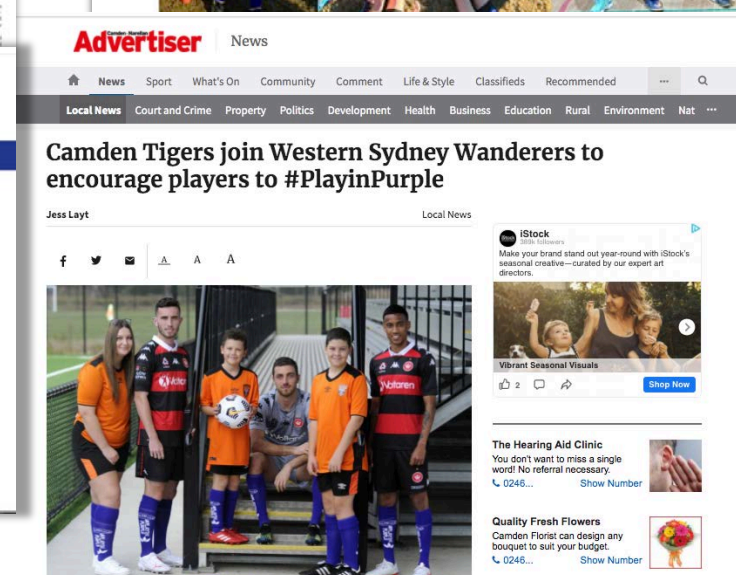 Camden - Narellan
Advertiser
News
News Sport What's On Community Comment Life & Style Classifieds Recommended ...
Local News Court and Crime Property Politics Development Health Business Education Rural Environment Nat ...
Camden Tigers join Western Sydney Wanderers to
encourage players to #PlayinPurple
Jess Layt
Local News
A A A
iStock
389k followers
Make your brand stand out year-round with iStock's
seasonal creative—curated by our expert art
directors.
Vibrant Seasonal Visuals
2
Shop Now
The Hearing Aid Clinic
You don't want to miss a single
word! No referral necessary.
0246... Show Number
Quality Fresh Flowers
Camden Florist can design any
bouquet to suit your budget.
0246... Show Number